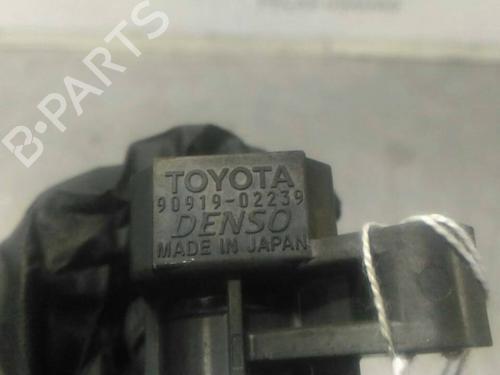 B-PARTS
TOYOTA
90919-02239
DENSO
MADE IN JAPAN